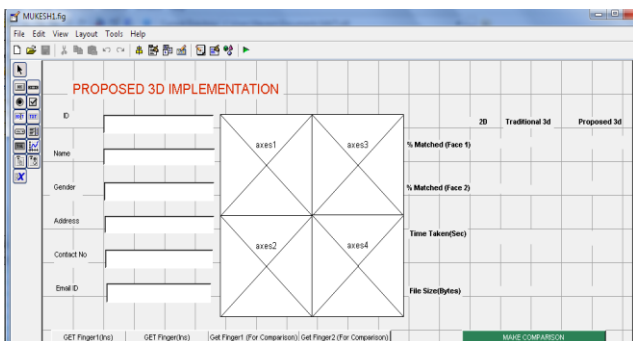 MUKESH1.fig
File Edit View Layout Tools Help
PROPOSED 3D IMPLEMENTATION
ID
Name
Gender
Address
Contact No
Email ID
axes1
axes3
axes2
axes4
2D Traditional 3d Proposed 3d
% Matched (Face 1)
% Matched (Face 2)
Time Taken(Sec)
File Size(Bytes)
GET Finger1(Ins) GET Finger(Ins) Get Finger1 (For Comparison) Get Finger2 (For Comparison) MAKE COMPARISON